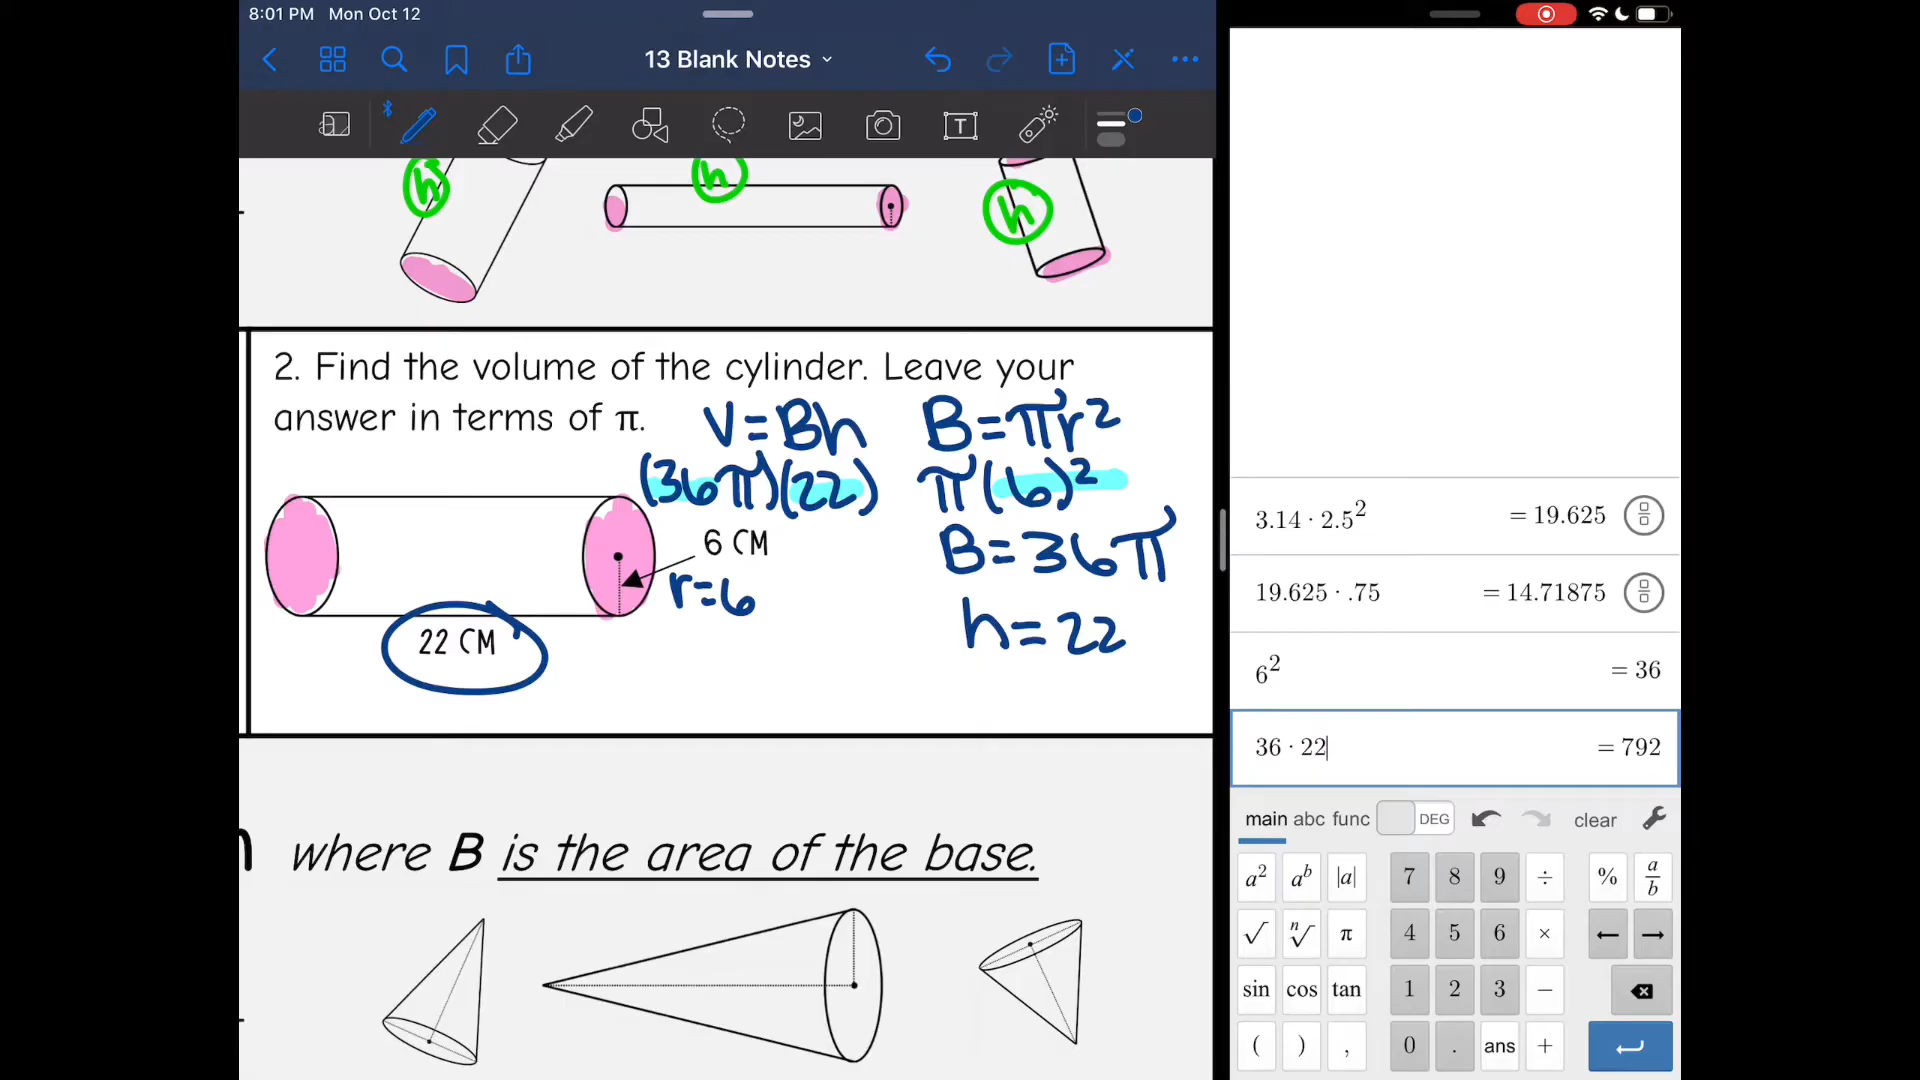 8:01 PM Mon Oct 12
13 Blank Notes
h h h
2. Find the volume of the cylinder. Leave your
answer in terms of π.
V=Bh B=πr²
(36π)(22) π(6)²
6 CM B=36π
r=6
22 CM h=22
where B is the area of the base.
3.14 · 2.5² = 19.625
19.625 · .75 = 14.71875
6² = 36
36 · 22 = 792
main abc func DEG clear
a² aᵇ |a| 7 8 9 ÷ % a/b
√ ⁿ√ π 4 5 6 × ← →
sin cos tan 1 2 3 −
( ) , 0 . ans +